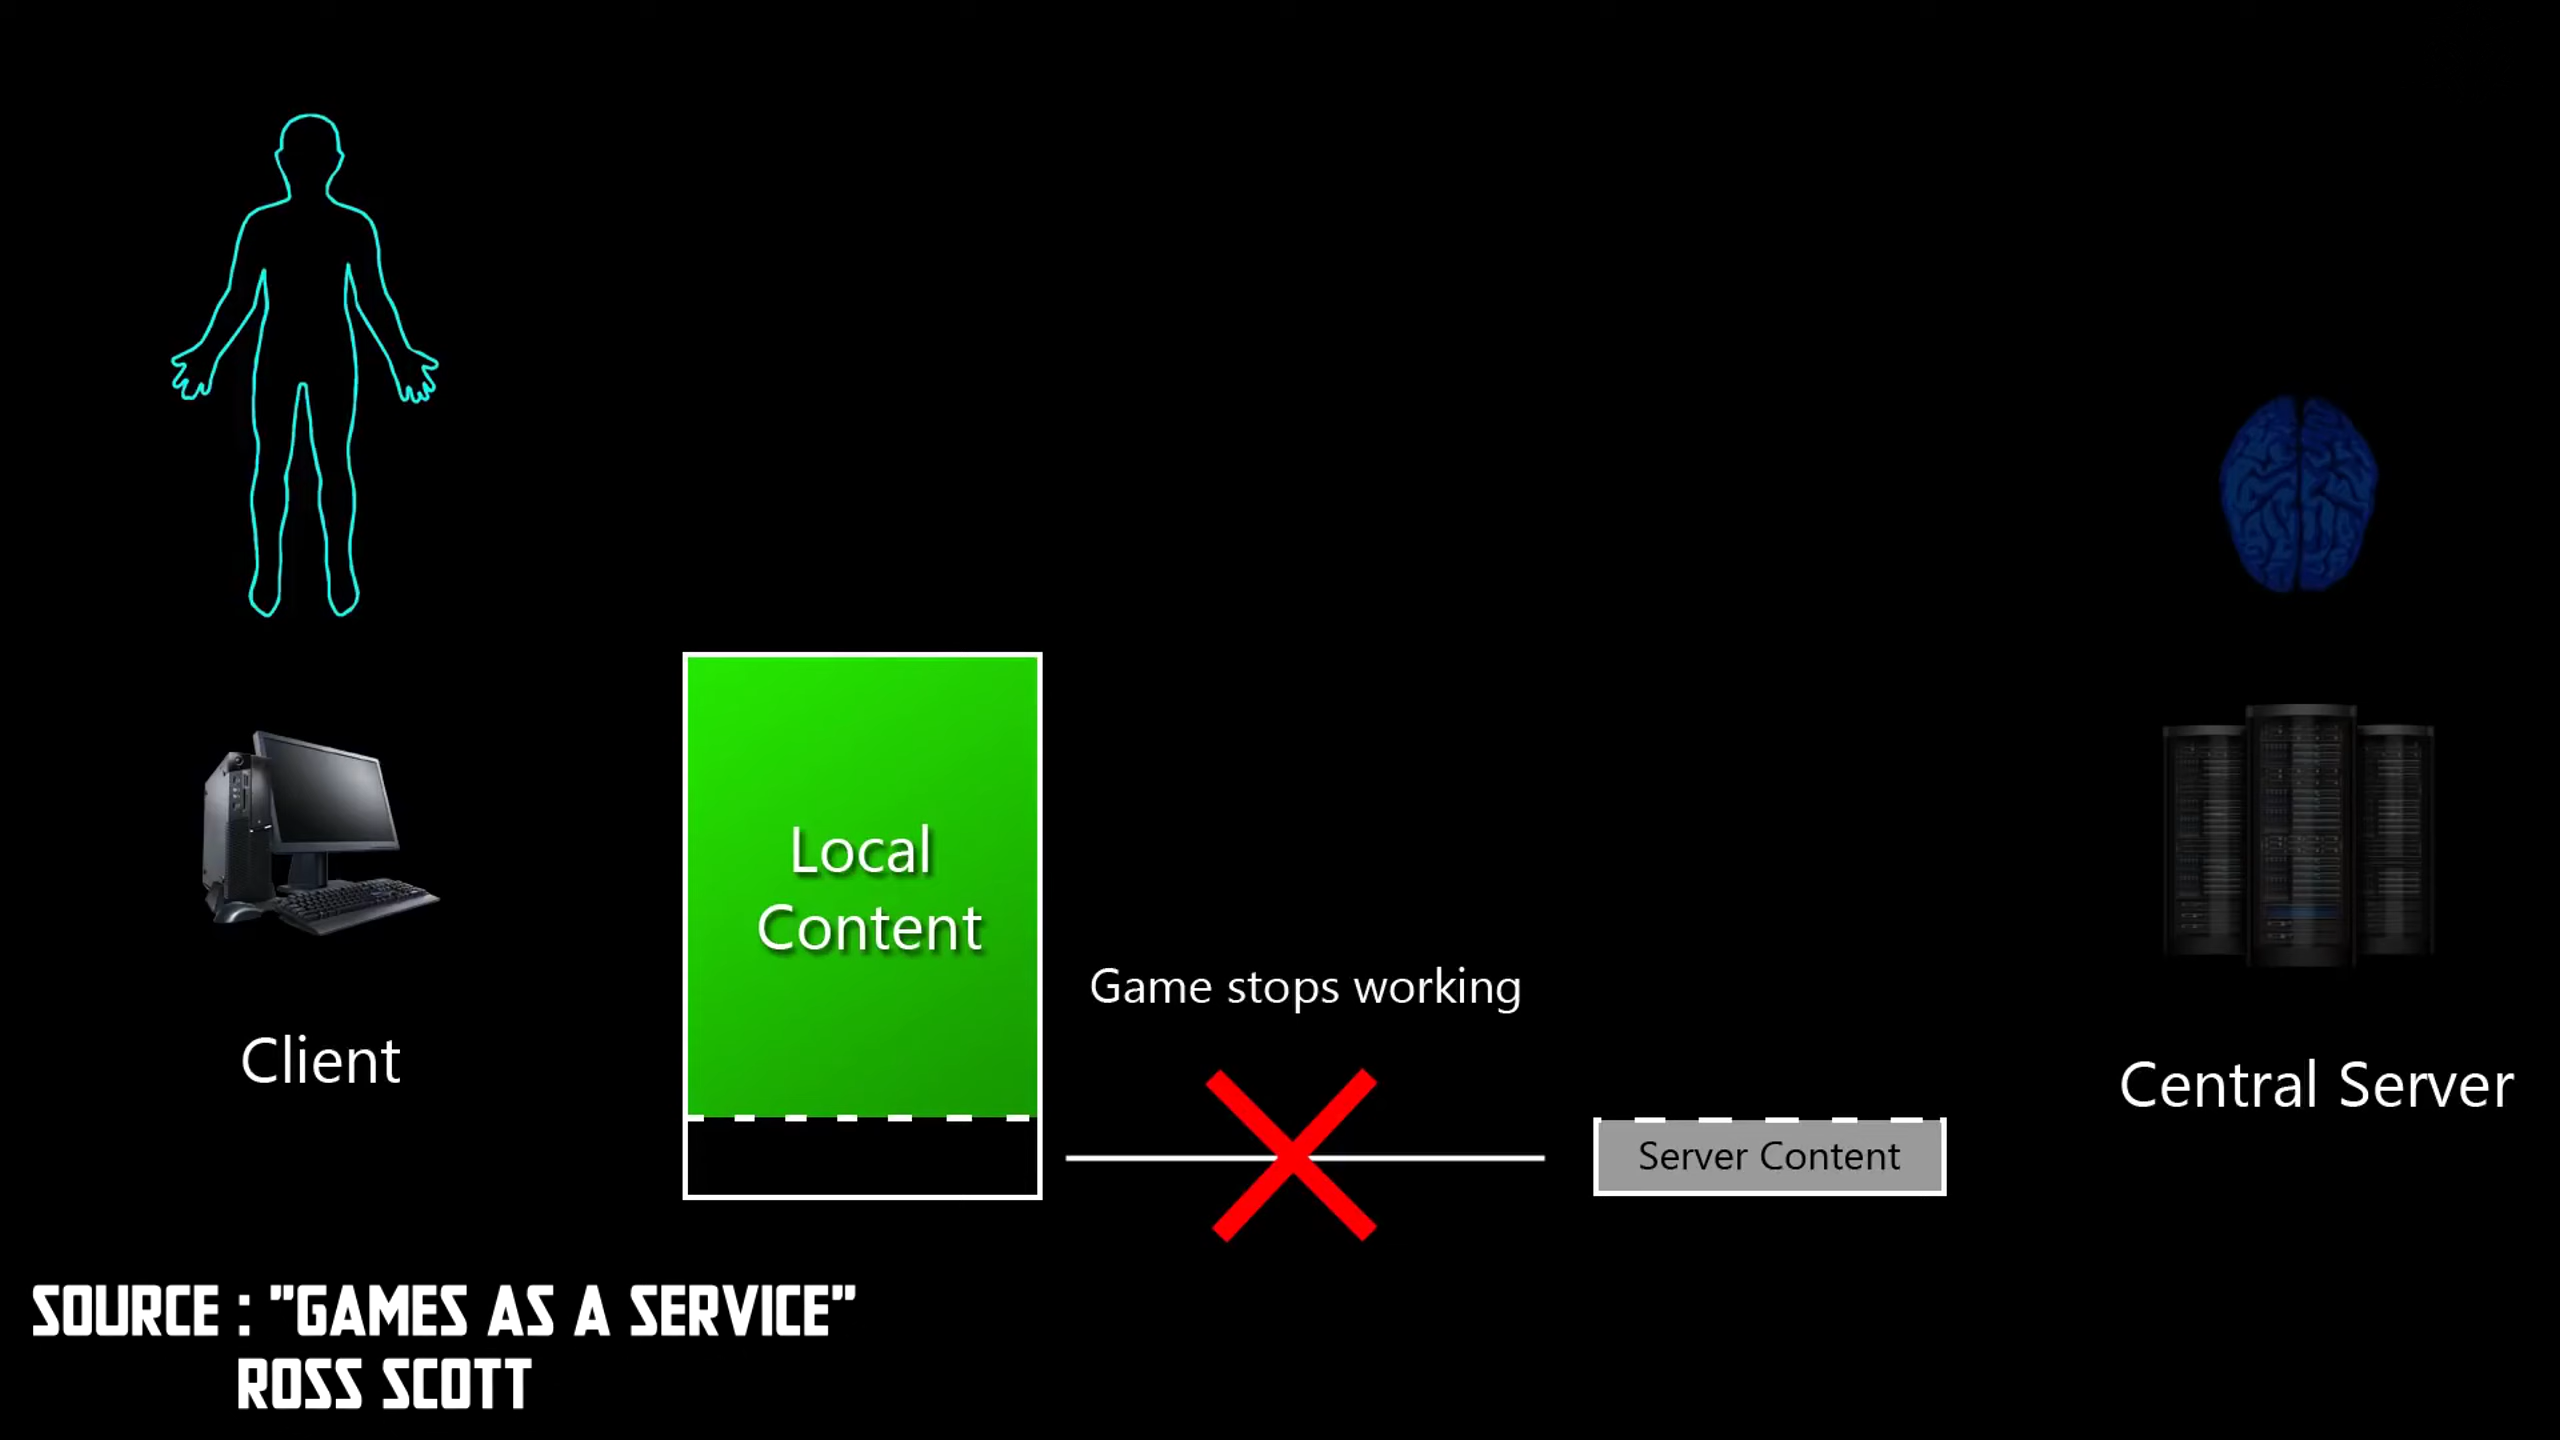 Local
Content
Game stops working
Client
Central Server
Server Content
SOURCE : "GAMES AS A SERVICE"
ROSS SCOTT